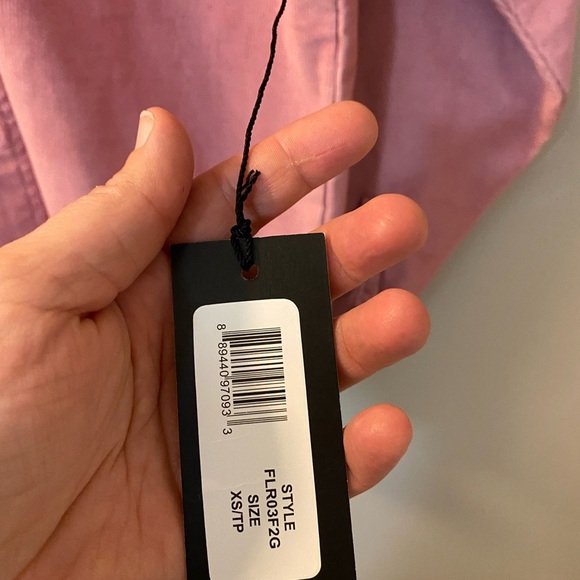 8 89440 97093 3
STYLE
FLR03F2G
SIZE
XS/TP